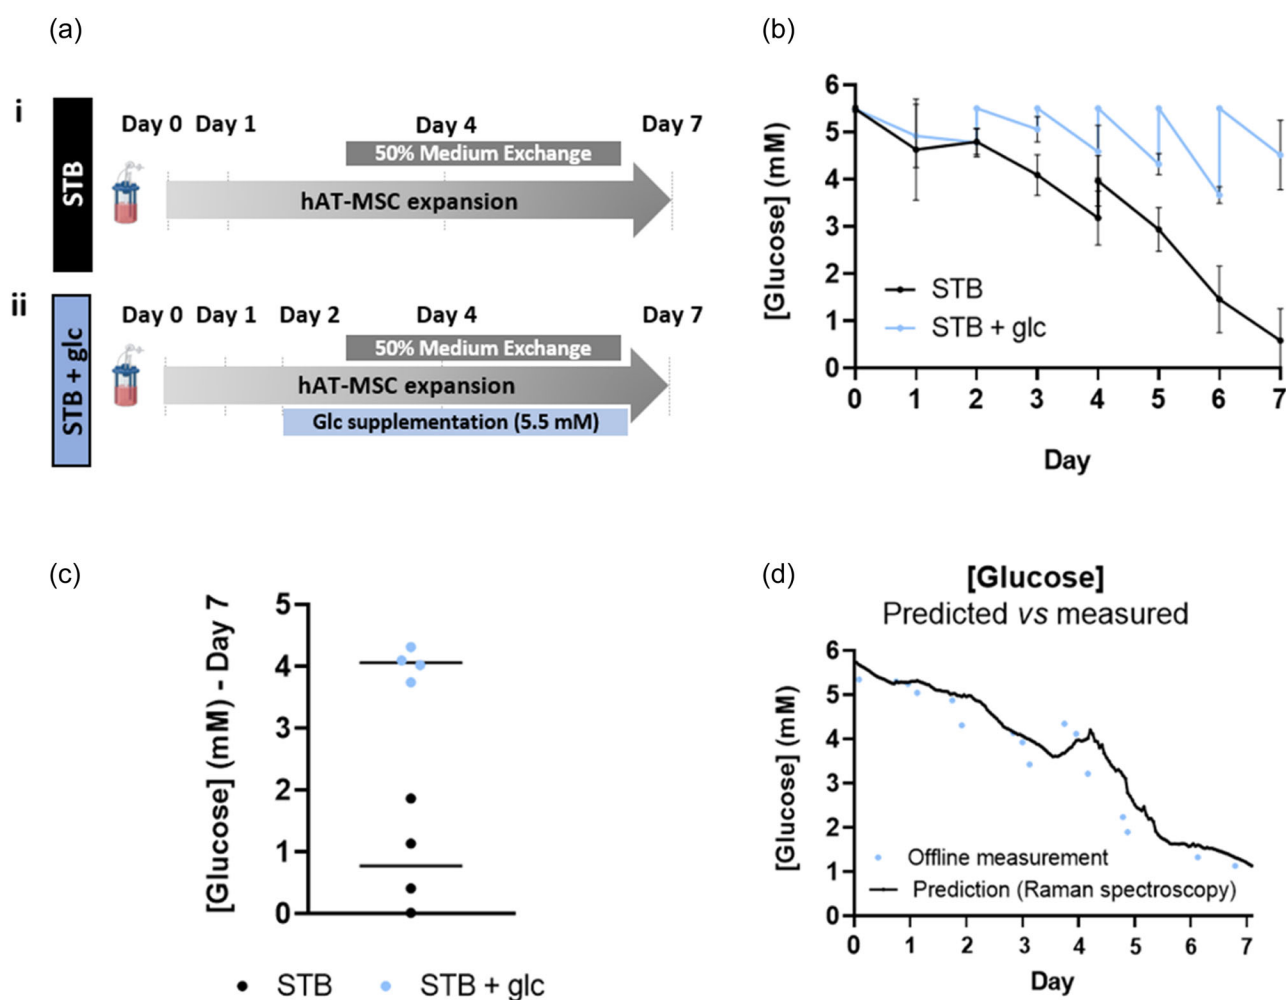 (a)
i
STB
Day 0 Day 1 Day 4 Day 7
50% Medium Exchange
hAT-MSC expansion
ii
STB + glc
Day 0 Day 1 Day 2 Day 4 Day 7
50% Medium Exchange
hAT-MSC expansion
Glc supplementation (5.5 mM)
(b)
[Glucose] (mM)
6
5
4
3
2
1
0
STB
STB + glc
0 1 2 3 4 5 6 7
Day
(c)
[Glucose] (mM) - Day 7
5
4
3
2
1
0
STB STB + glc
(d)
[Glucose]
Predicted vs measured
[Glucose] (mM)
6
5
4
3
2
1
0
Offline measurement
Prediction (Raman spectroscopy)
0 1 2 3 4 5 6 7
Day